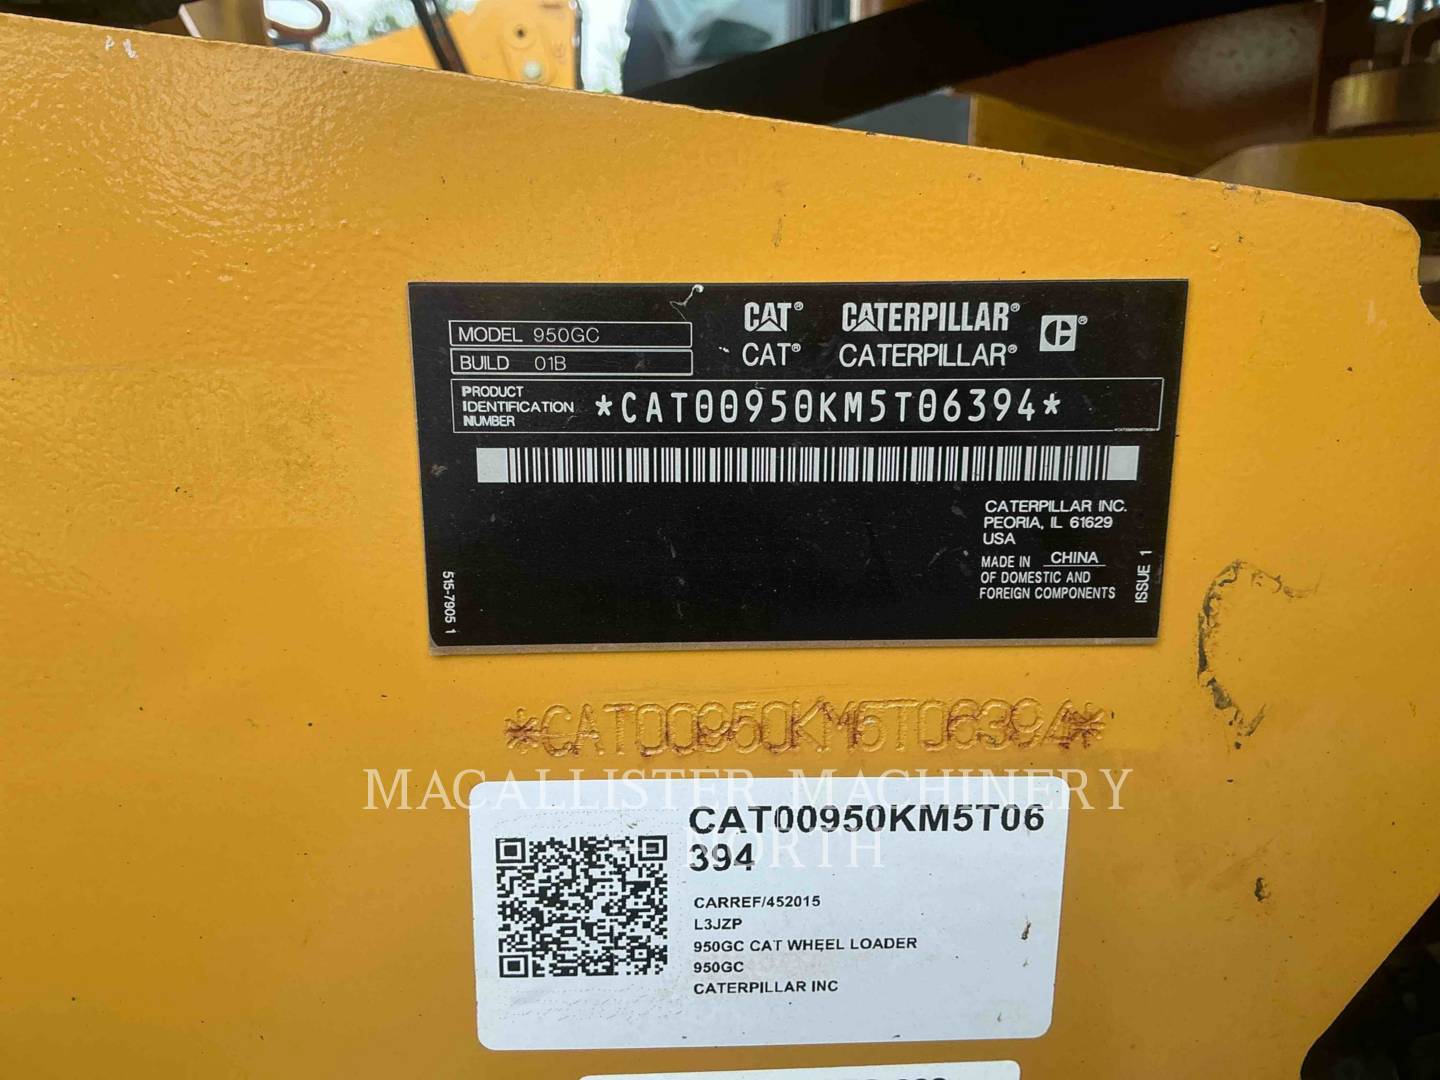 MODEL 950GC
BUILD 01B
CAT® CATERPILLAR®
CAT® CATERPILLAR®
C®
PRODUCT
IDENTIFICATION
NUMBER
*CAT00950KM5T06394*
CATERPILLAR INC.
PEORIA, IL 61629
USA
MADE IN CHINA
OF DOMESTIC AND
FOREIGN COMPONENTS
ISSUE 1
515-7905 1
*CAT00950KM5T06394*
MACALLISTER MACHINERY
- NORTH
CAT00950KM5T06
394
CARREF/452015
L3JZP
950GC CAT WHEEL LOADER
950GC
CATERPILLAR INC